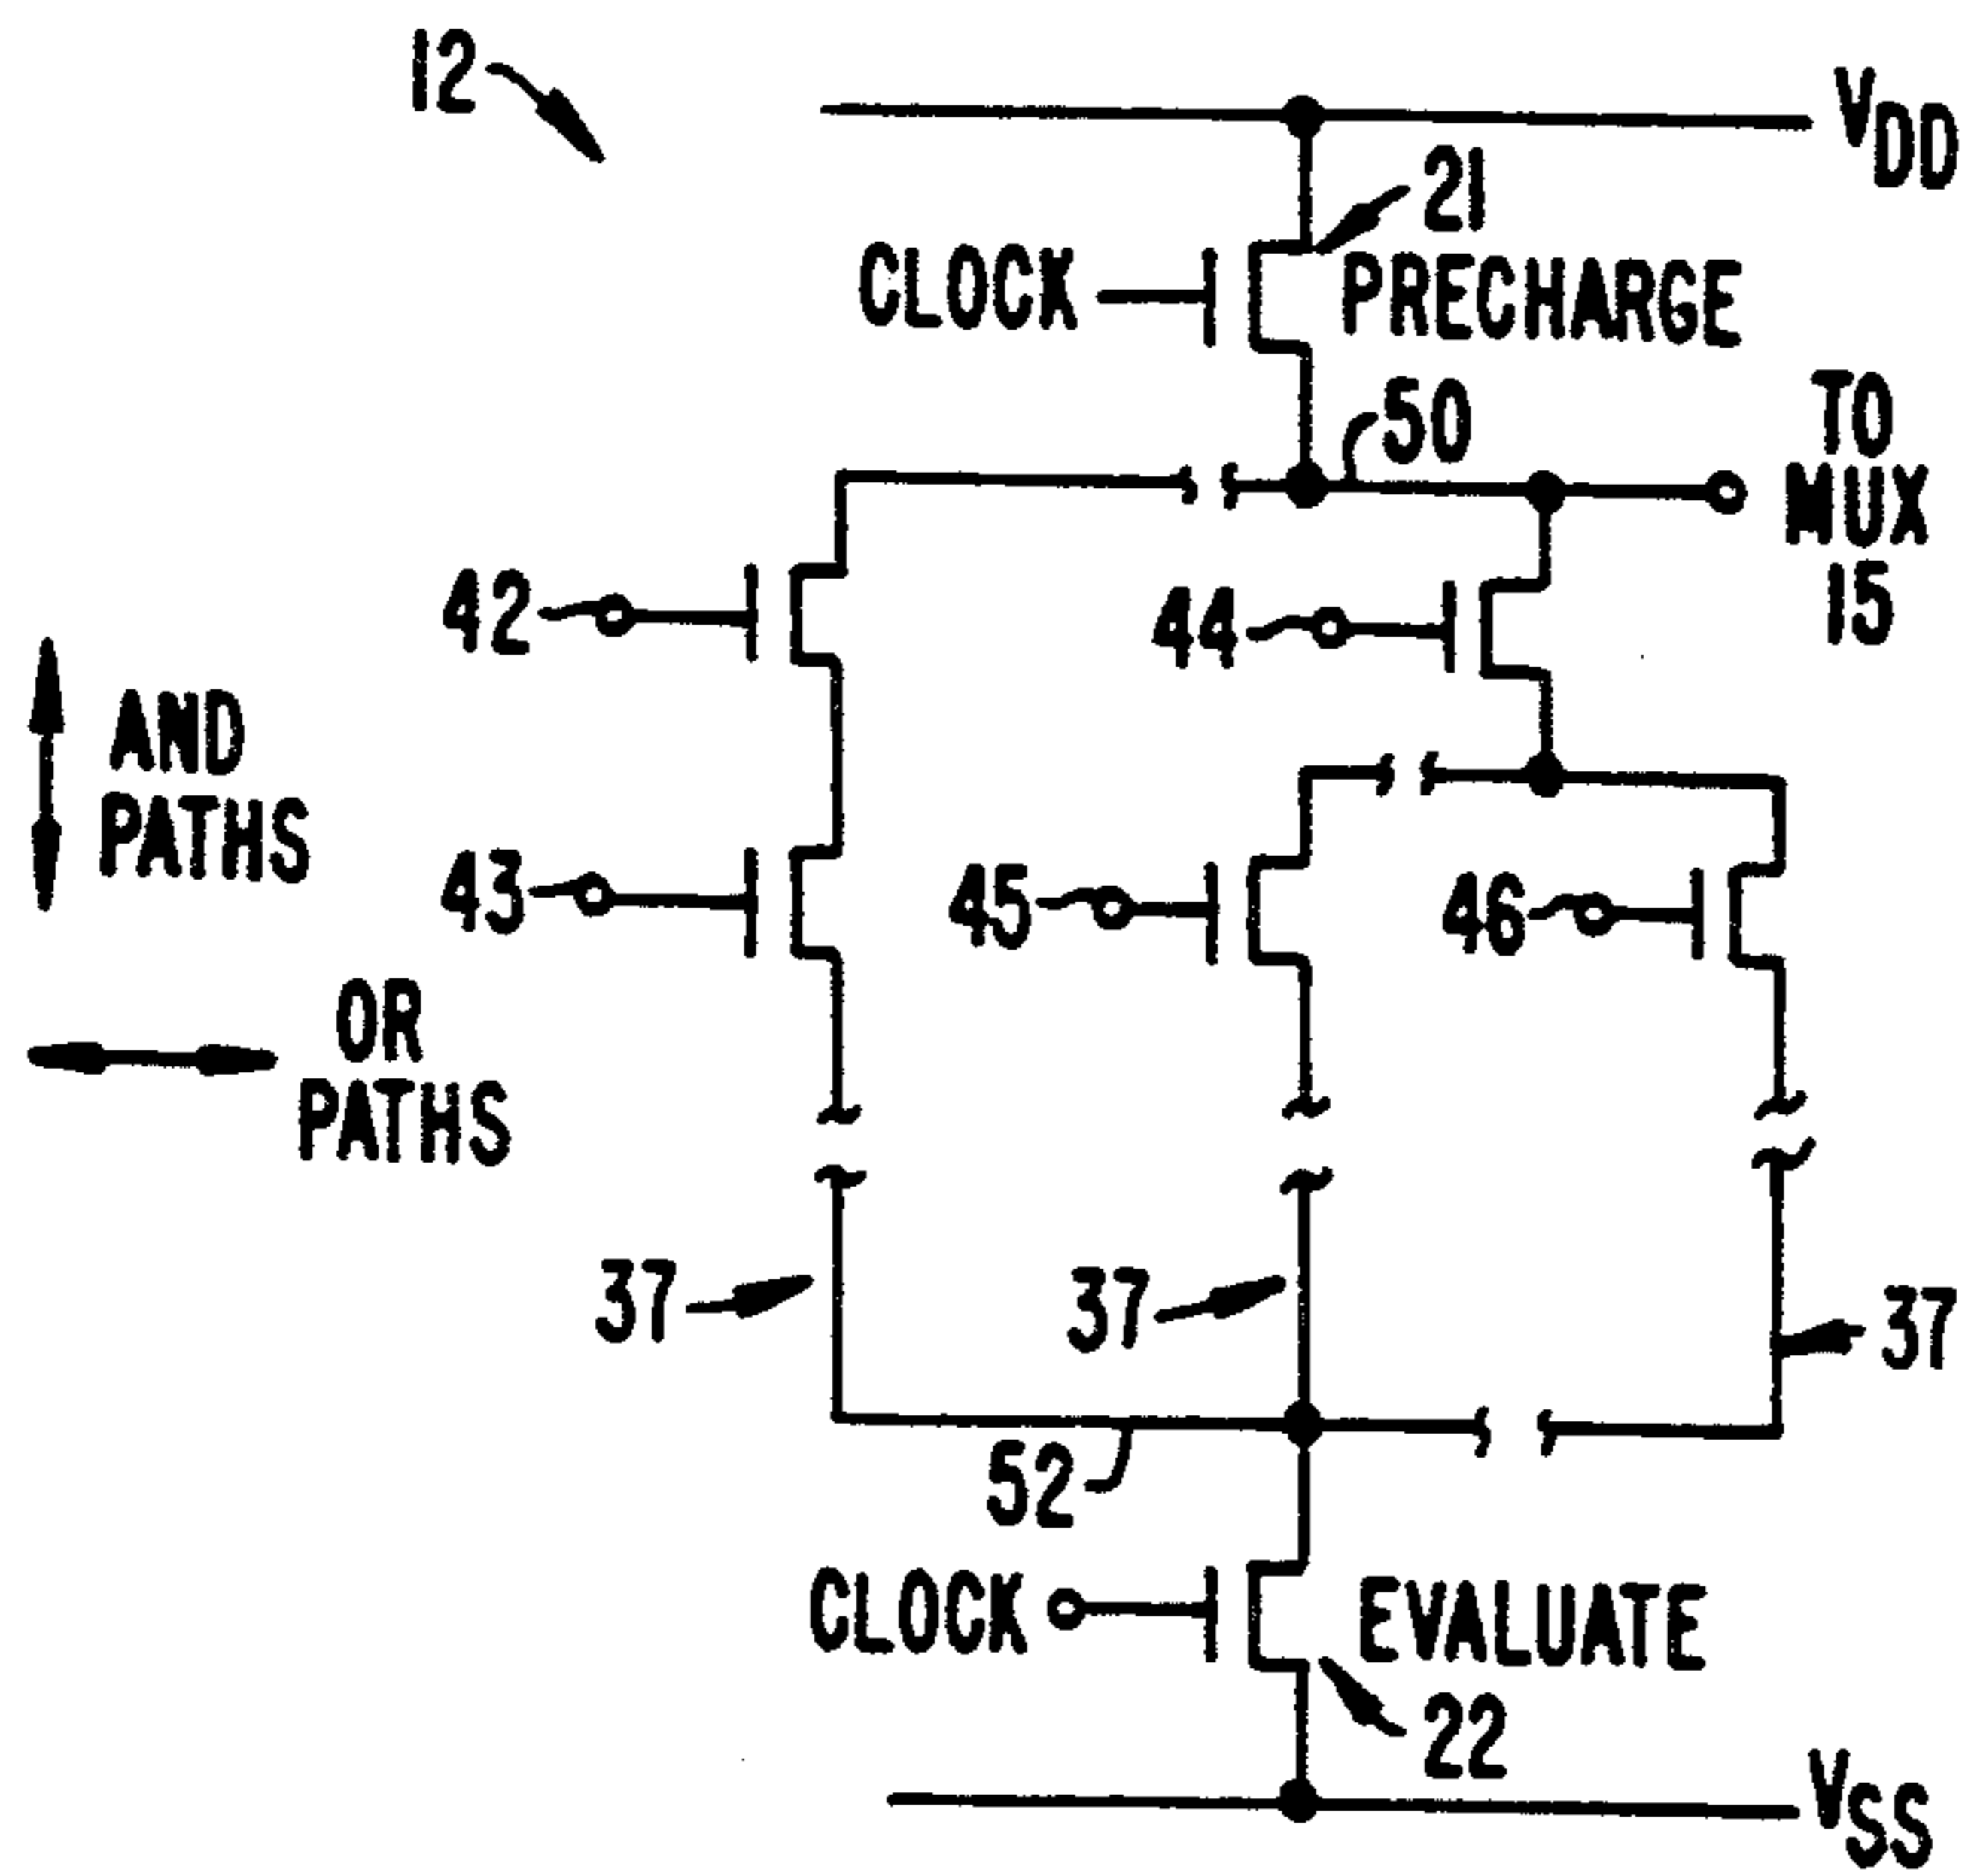 12
VDD
21
CLOCK
PRECHARGE
50
TO
MUX
15
42
44
AND
PATHS
43
45
46
OR
PATHS
37
37
37
52
CLOCK
EVALUATE
22
VSS